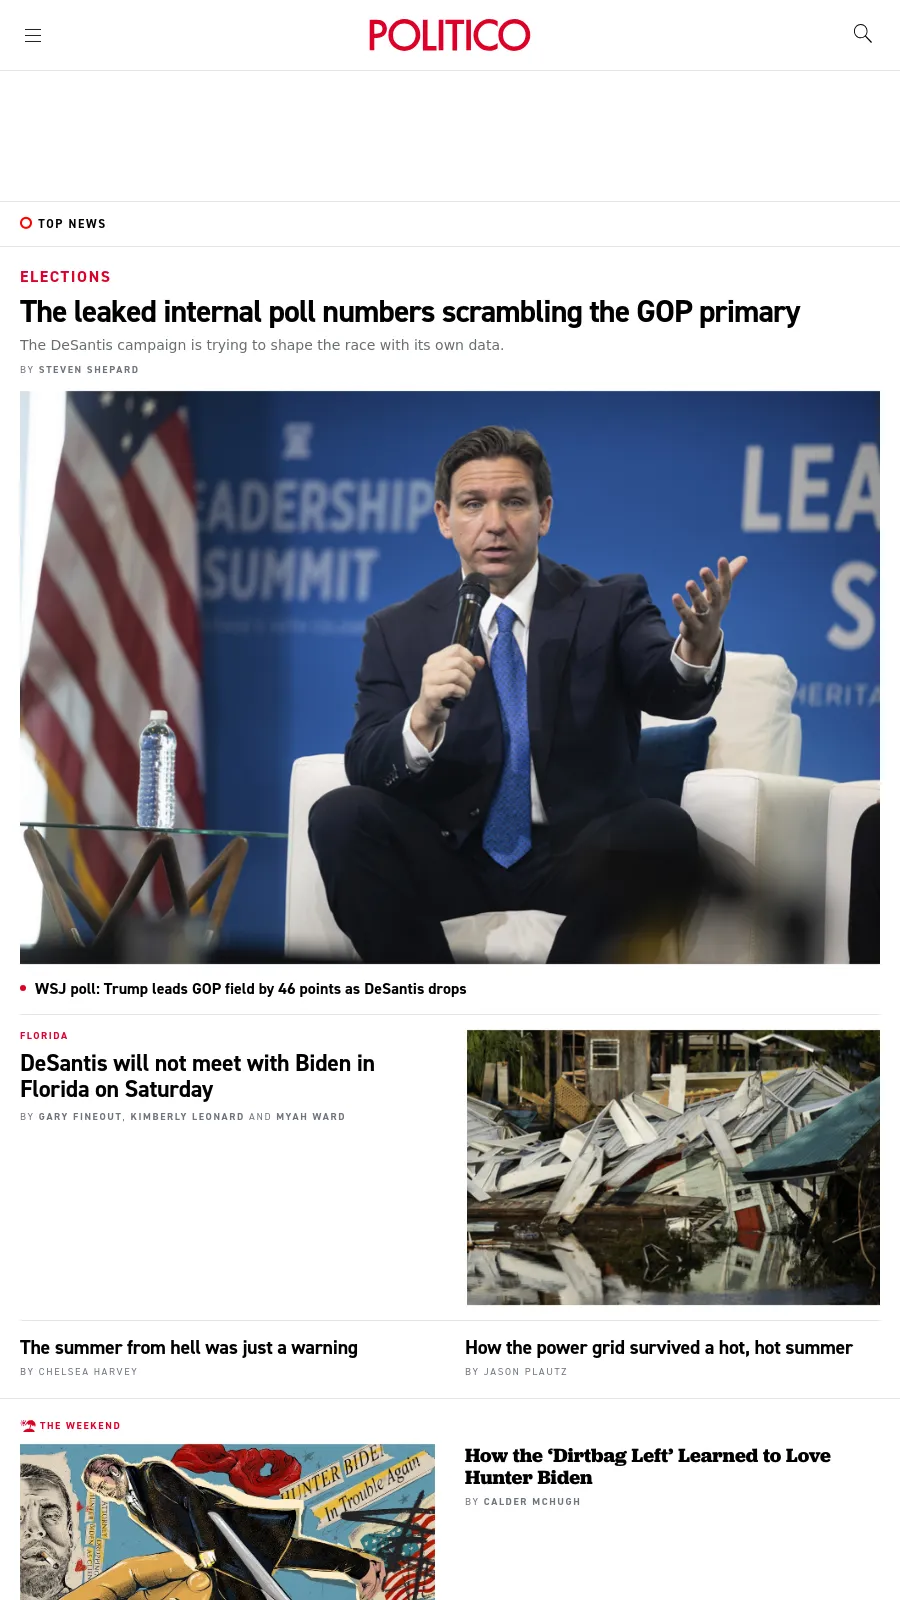 POLITICO
TOP NEWS
ELECTIONS
The leaked internal poll numbers scrambling the GOP primary
The DeSantis campaign is trying to shape the race with its own data.
BY STEVEN SHEPARD
LEADERSHIP
SUMMIT
LEA
S
HERITA
WSJ poll: Trump leads GOP field by 46 points as DeSantis drops
FLORIDA
DeSantis will not meet with Biden in
Florida on Saturday
BY GARY FINEOUT, KIMBERLY LEONARD AND MYAH WARD
The summer from hell was just a warning
BY CHELSEA HARVEY
How the power grid survived a hot, hot summer
BY JASON PLAUTZ
THE WEEKEND
HUNTER BIDE
In Trouble Again
How the ‘Dirtbag Left’ Learned to Love
Hunter Biden
BY CALDER MCHUGH